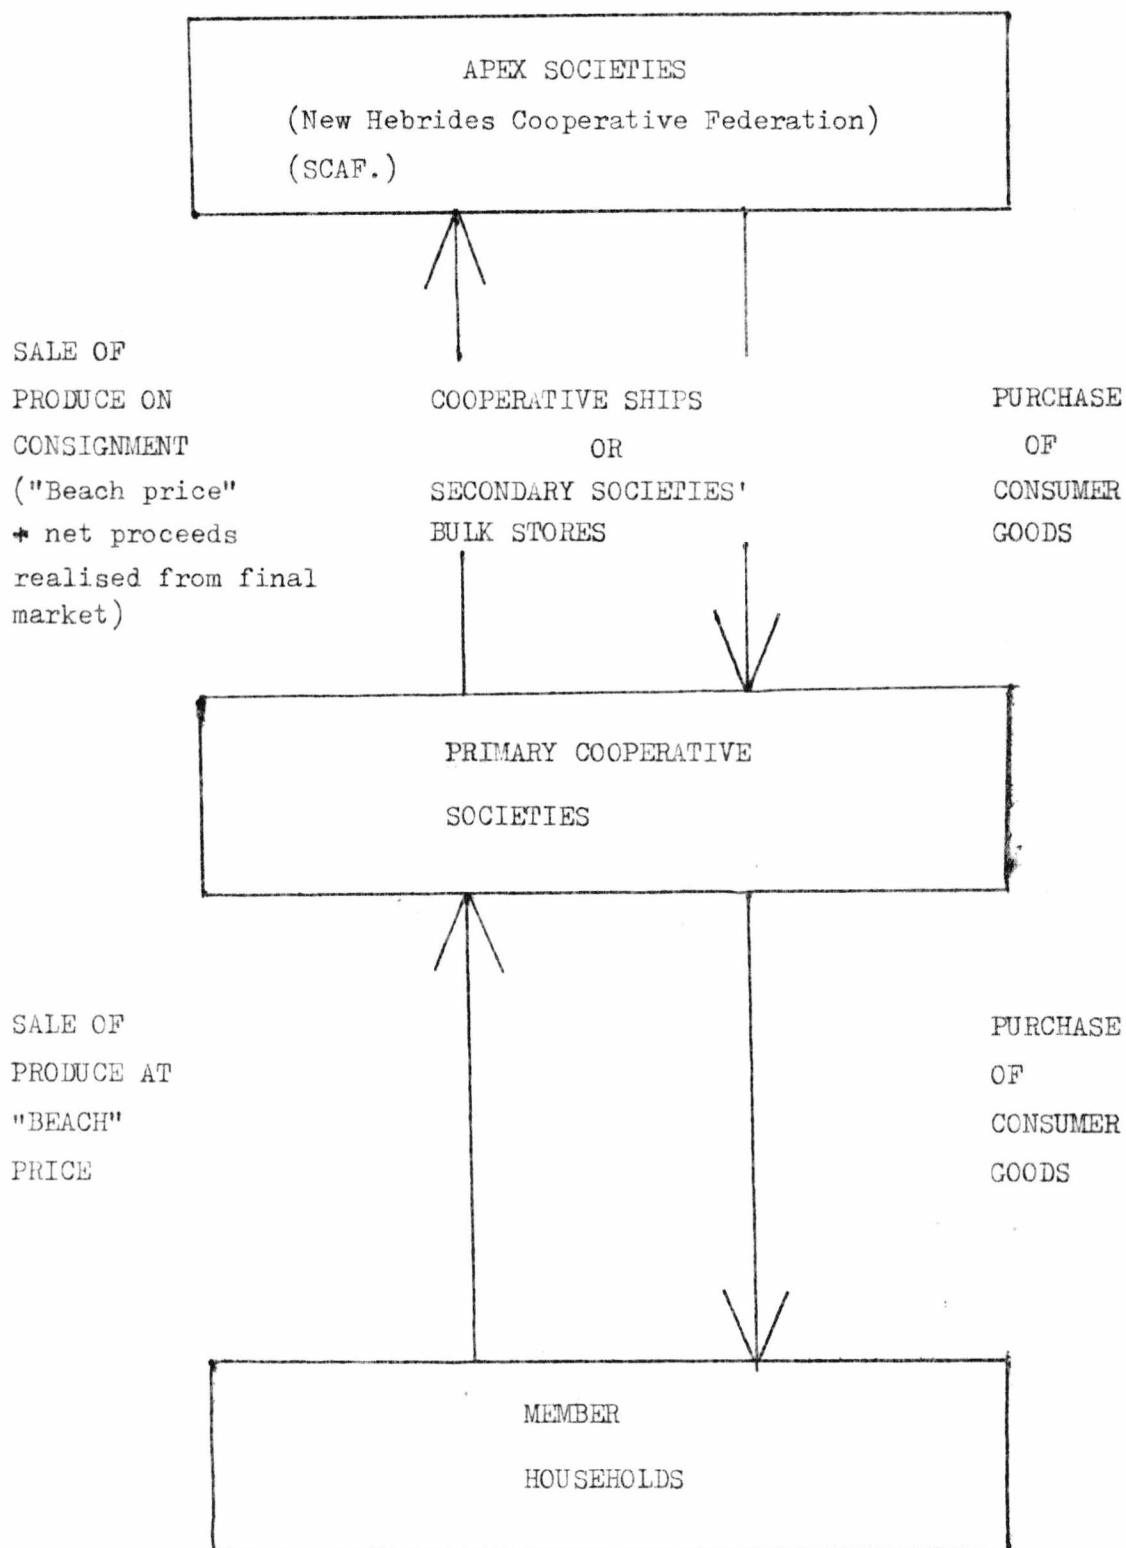 APEX SOCIETIES
(New Hebrides Cooperative Federation)
(SCAF.)
SALE OF
PRODUCE ON
CONSIGNMENT
("Beach price"
+ net proceeds
realised from final
market)
COOPERATIVE SHIPS
OR
SECONDARY SOCIETIES'
BULK STORES
PURCHASE
OF
CONSUMER
GOODS
PRIMARY COOPERATIVE
SOCIETIES
SALE OF
PRODUCE AT
"BEACH"
PRICE
PURCHASE
OF
CONSUMER
GOODS
MEMBER
HOUSEHOLDS